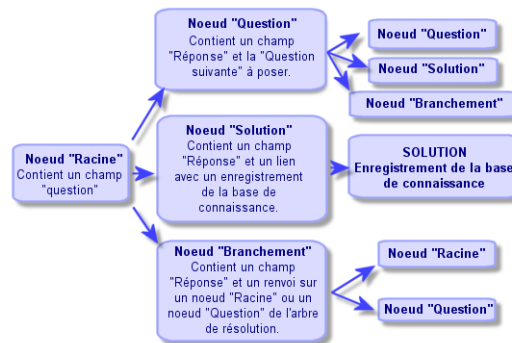 Noeud "Racine"
Contient un champ
"question"
Noeud "Question"
Contient un champ
"Réponse" et la "Question
suivante" à poser.
Noeud "Question"
Noeud "Solution"
Noeud "Branchement"
Noeud "Solution"
Contient un champ
"Réponse" et un lien
avec un enregistrement
de la base de
connaissance.
SOLUTION
Enregistrement de la base
de connaissance
Noeud "Branchement"
Contient un champ
"Réponse" et un renvoi sur
un noeud "Racine" ou un
noeud "Question" de l'arbre
de résolution.
Noeud "Racine"
Noeud "Question"